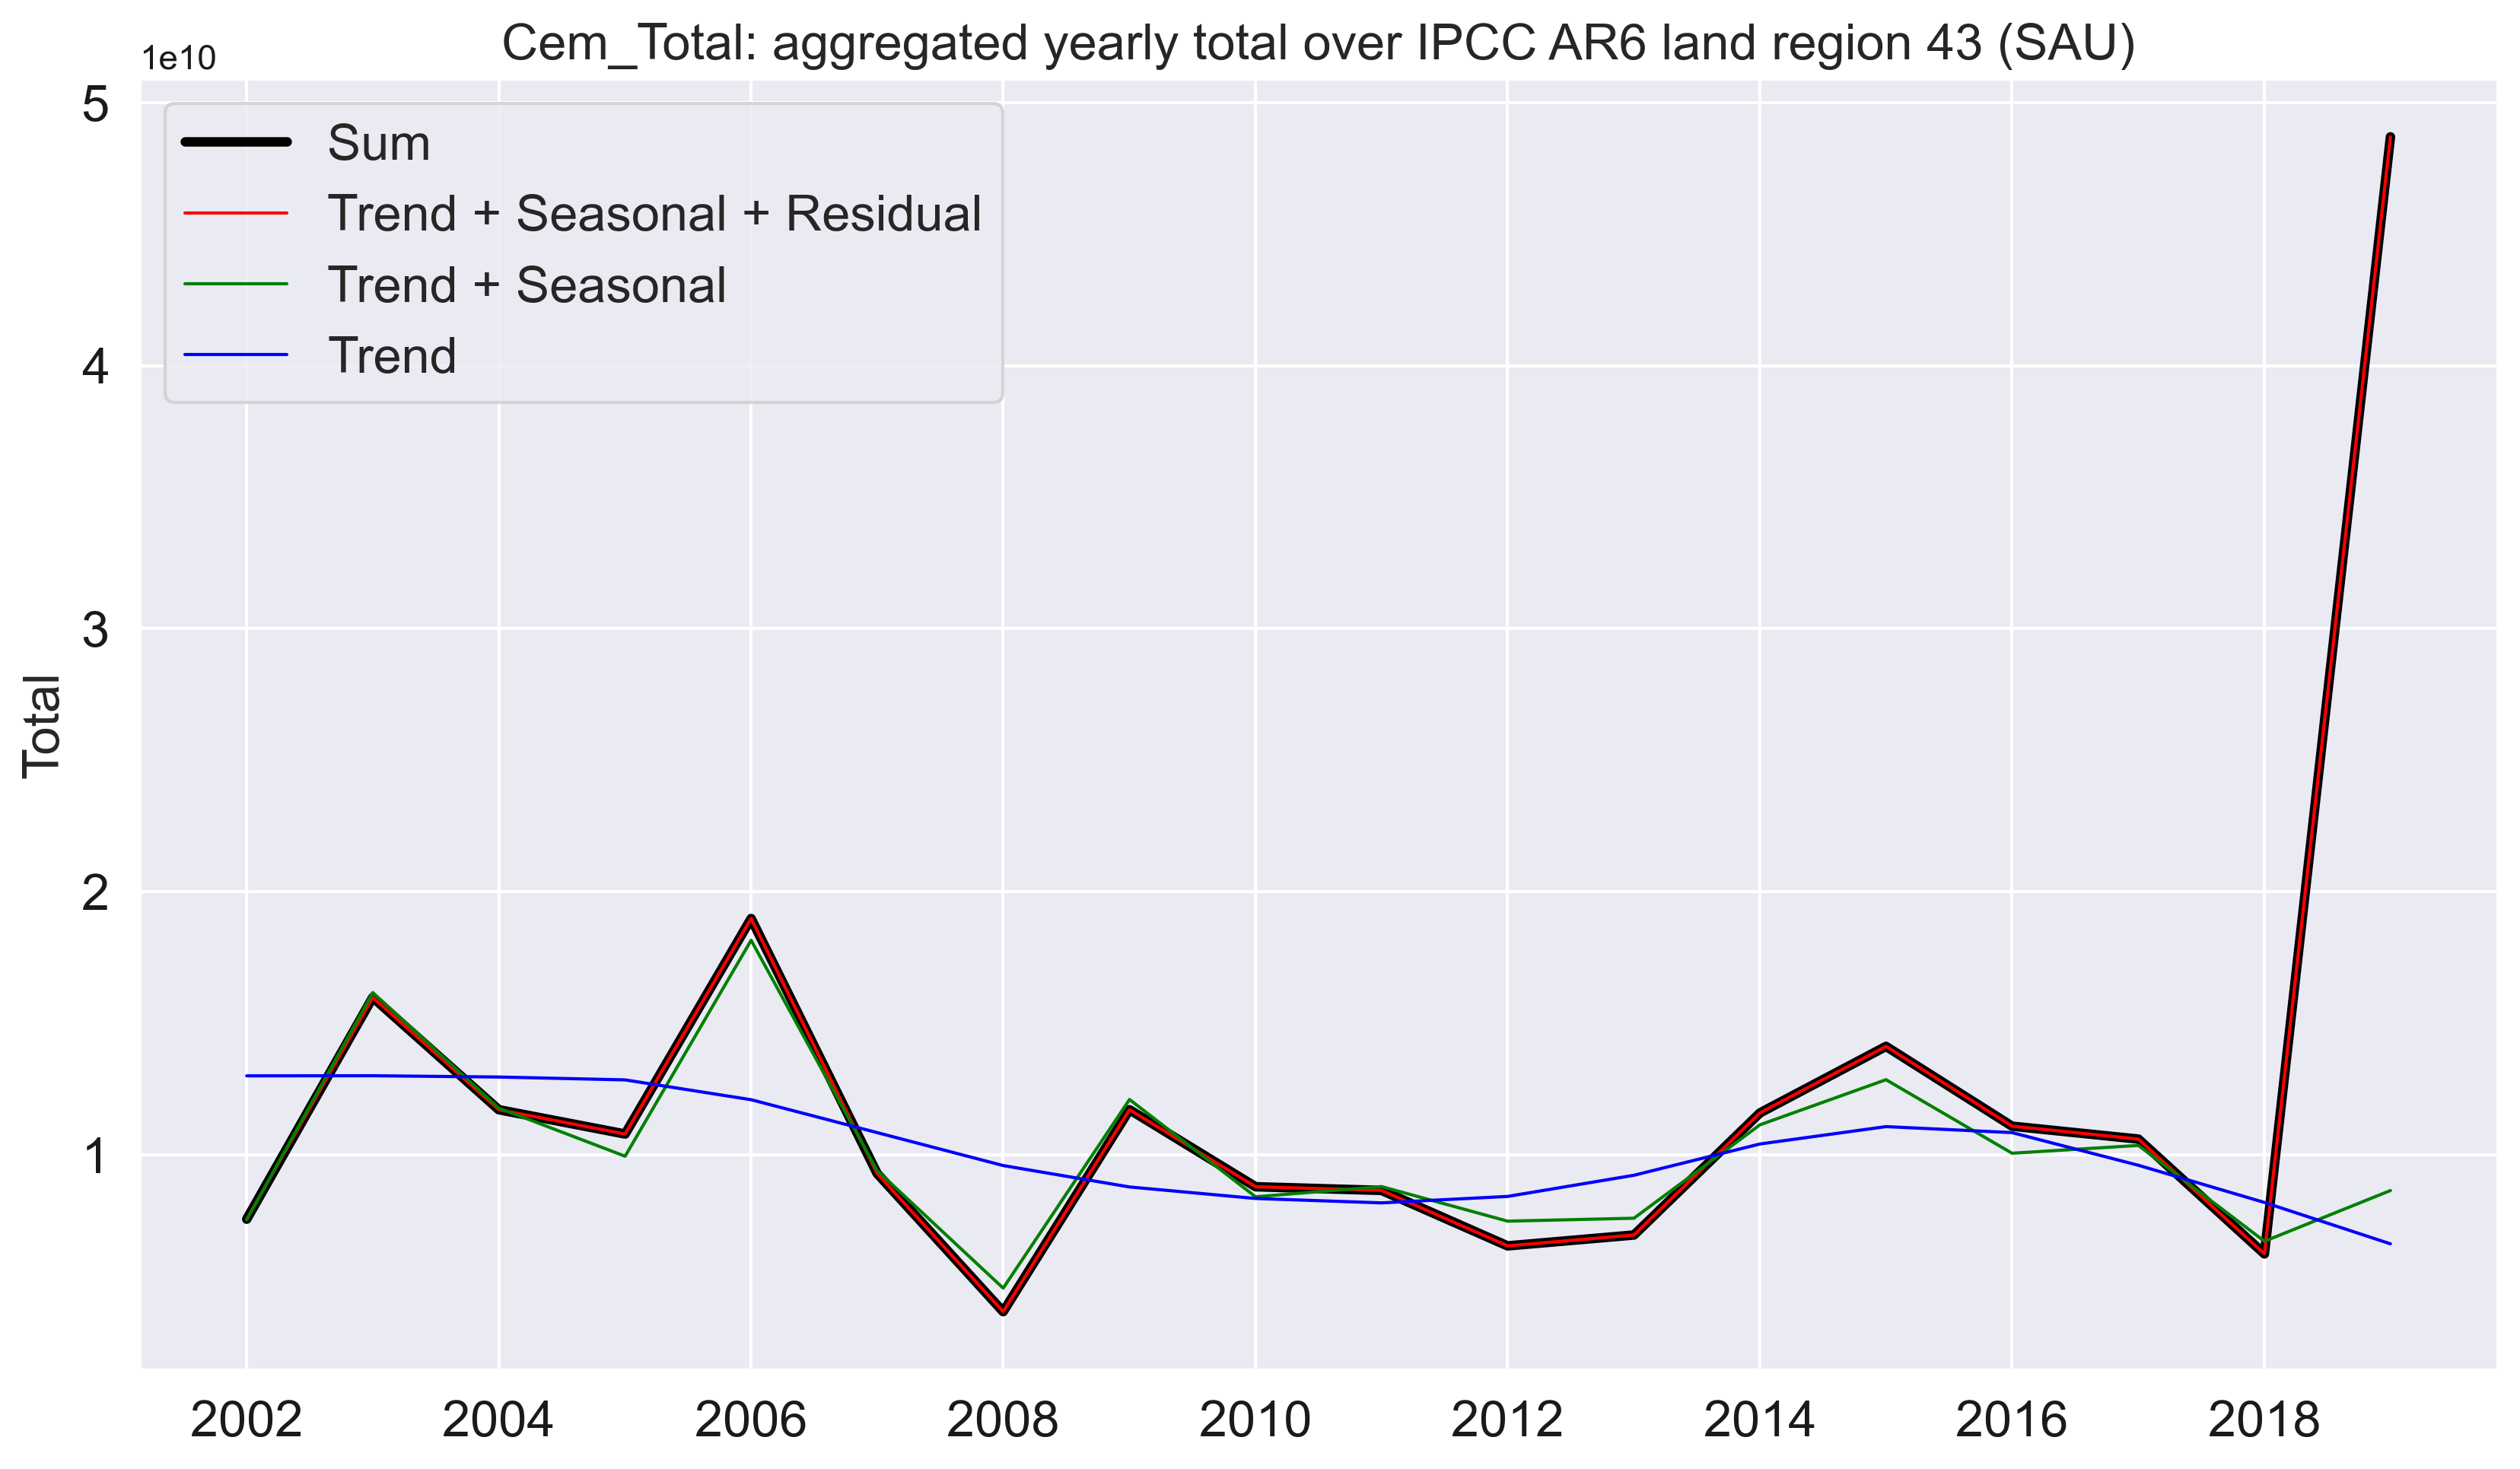 Cem_Total: aggregated yearly total over IPCC AR6 land region 43 (SAU)
1e10
5
4
3
2
1
Total
Sum
Trend + Seasonal + Residual
Trend + Seasonal
Trend
2002 2004 2006 2008 2010 2012 2014 2016 2018